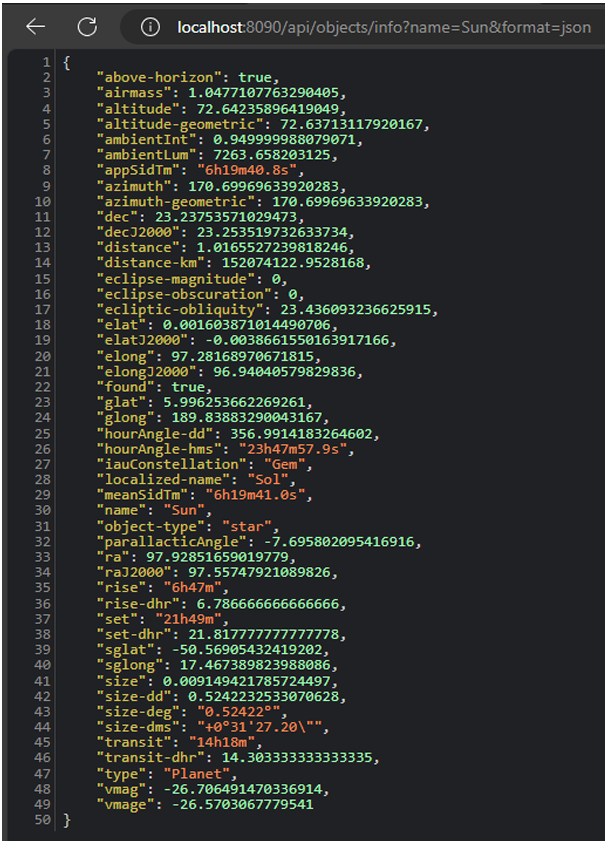 localhost:8090/api/objects/info?name=Sun&format=json
1 {
2 "above-horizon": true,
3 "airmass": 1.0477107763290405,
4 "altitude": 72.64235896419049,
5 "altitude-geometric": 72.63713117920167,
6 "ambientInt": 0.949999988079071,
7 "ambientLum": 7263.658203125,
8 "appSidTm": "6h19m40.8s",
9 "azimuth": 170.69969633920283,
10 "azimuth-geometric": 170.69969633920283,
11 "dec": 23.23753571029473,
12 "decJ2000": 23.253519732633734,
13 "distance": 1.0165527239818246,
14 "distance-km": 152074122.9528168,
15 "eclipse-magnitude": 0,
16 "eclipse-obscuration": 0,
17 "ecliptic-obliquity": 23.436093236625915,
18 "elat": 0.001603871014490706,
19 "elatJ2000": -0.0038661550163917166,
20 "elong": 97.28168970671815,
21 "elongJ2000": 96.94040579829836,
22 "found": true,
23 "glat": 5.996253662269261,
24 "glong": 189.83883290043167,
25 "hourAngle-dd": 356.9914183264602,
26 "hourAngle-hms": "23h47m57.9s",
27 "iauConstellation": "Gem",
28 "localized-name": "Sol",
29 "meanSidTm": "6h19m41.0s",
30 "name": "Sun",
31 "object-type": "star",
32 "parallacticAngle": -7.695802095416916,
33 "ra": 97.92851659019779,
34 "raJ2000": 97.55747921089826,
35 "rise": "6h47m",
36 "rise-dhr": 6.786666666666666,
37 "set": "21h49m",
38 "set-dhr": 21.817777777777778,
39 "sglat": -50.56905432419202,
40 "sglong": 17.467389823988086,
41 "size": 0.009149421785724497,
42 "size-dd": 0.5242232533070628,
43 "size-deg": "0.52422°",
44 "size-dms": "+0°31'27.20\"",
45 "transit": "14h18m",
46 "transit-dhr": 14.303333333333335,
47 "type": "Planet",
48 "vmag": -26.706491470336914,
49 "vmage": -26.5703067779541
50 }